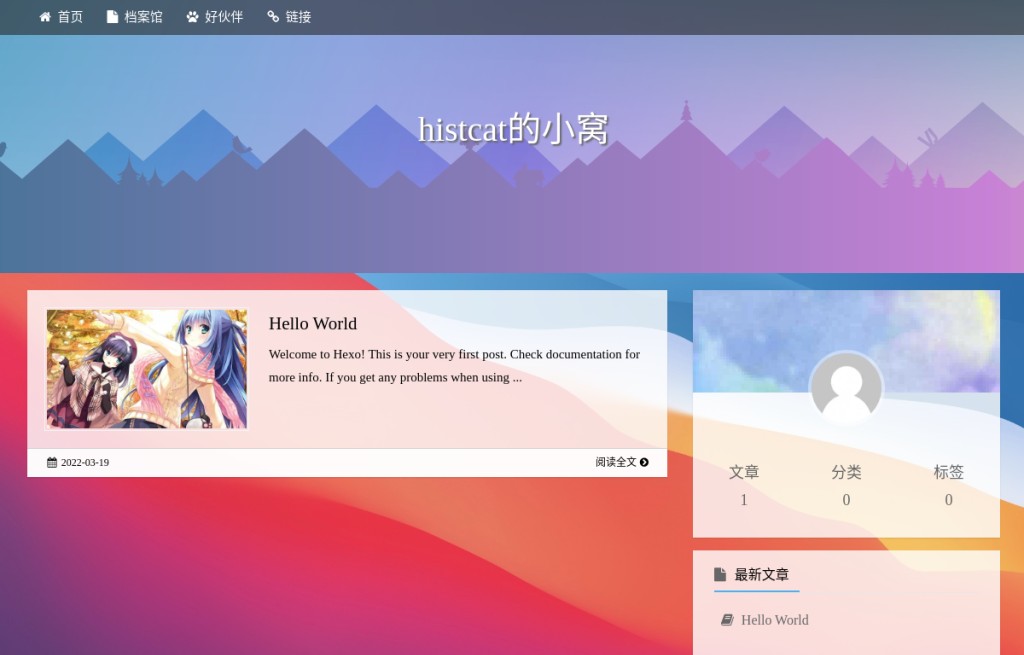 首页 档案馆 好伙伴 链接
histcat的小窝
Hello World
Welcome to Hexo! This is your very first post. Check documentation for
more info. If you get any problems when using ...
2022-03-19 阅读全文
文章 分类 标签
1 0 0
最新文章
Hello World